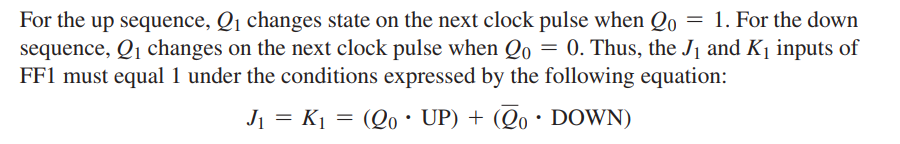 For the up sequence, Q₁ changes state on the next clock pulse when Q₀ = 1. For the down
sequence, Q₁ changes on the next clock pulse when Q₀ = 0. Thus, the J₁ and K₁ inputs of
FF1 must equal 1 under the conditions expressed by the following equation:
J₁ = K₁ = (Q₀ · UP) + (Q̅₀ · DOWN)